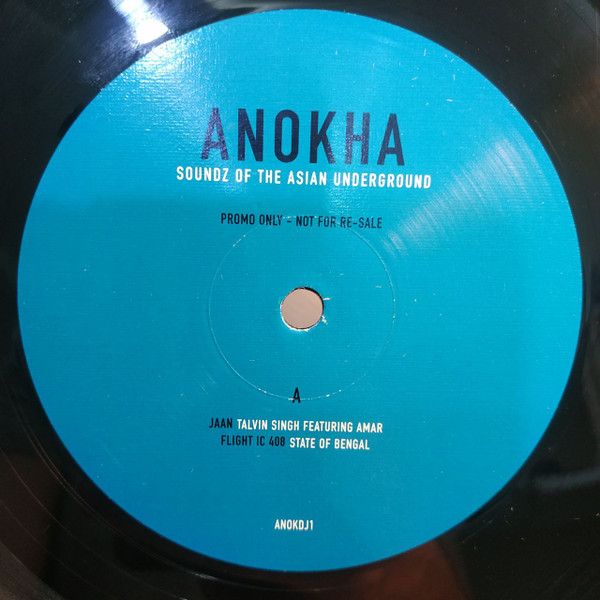 ANOKHA
SOUNDZ OF THE ASIAN UNDERGROUND
PROMO ONLY - NOT FOR RE-SALE
A
JAAN TALVIN SINGH FEATURING AMAR
FLIGHT IC 408 STATE OF BENGAL
ANOKDJ1